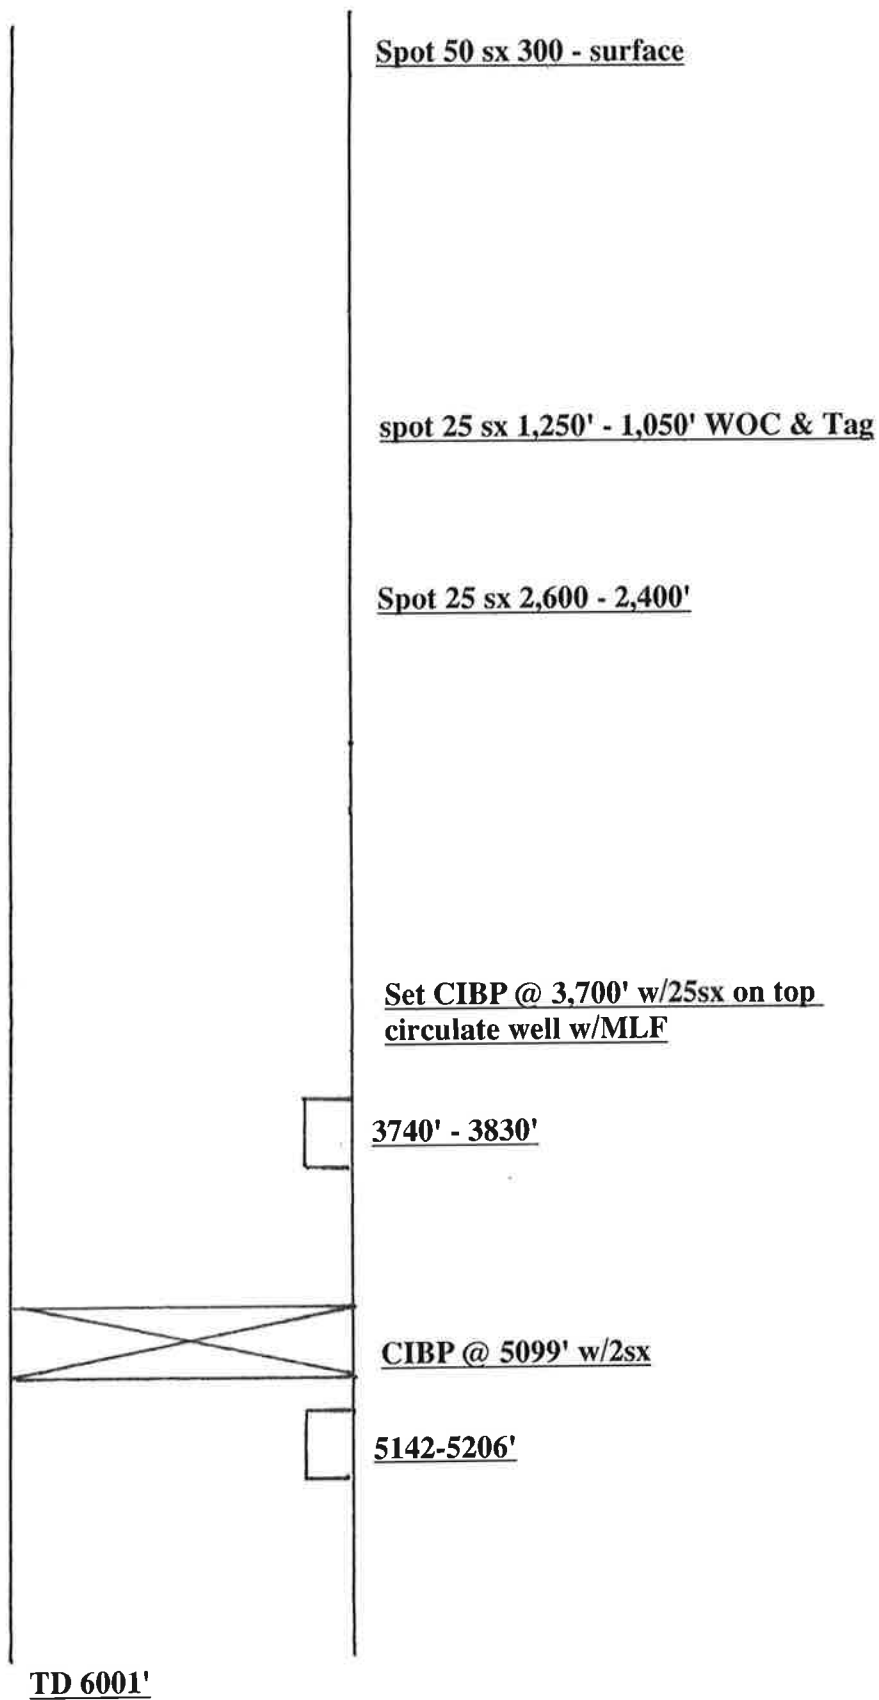 Spot 50 sx 300 - surface
spot 25 sx 1,250' - 1,050' WOC & Tag
Spot 25 sx 2,600 - 2,400'
Set CIBP @ 3,700' w/25sx on top
circulate well w/MLF
3740' - 3830'
CIBP @ 5099' w/2sx
5142-5206'
TD 6001'